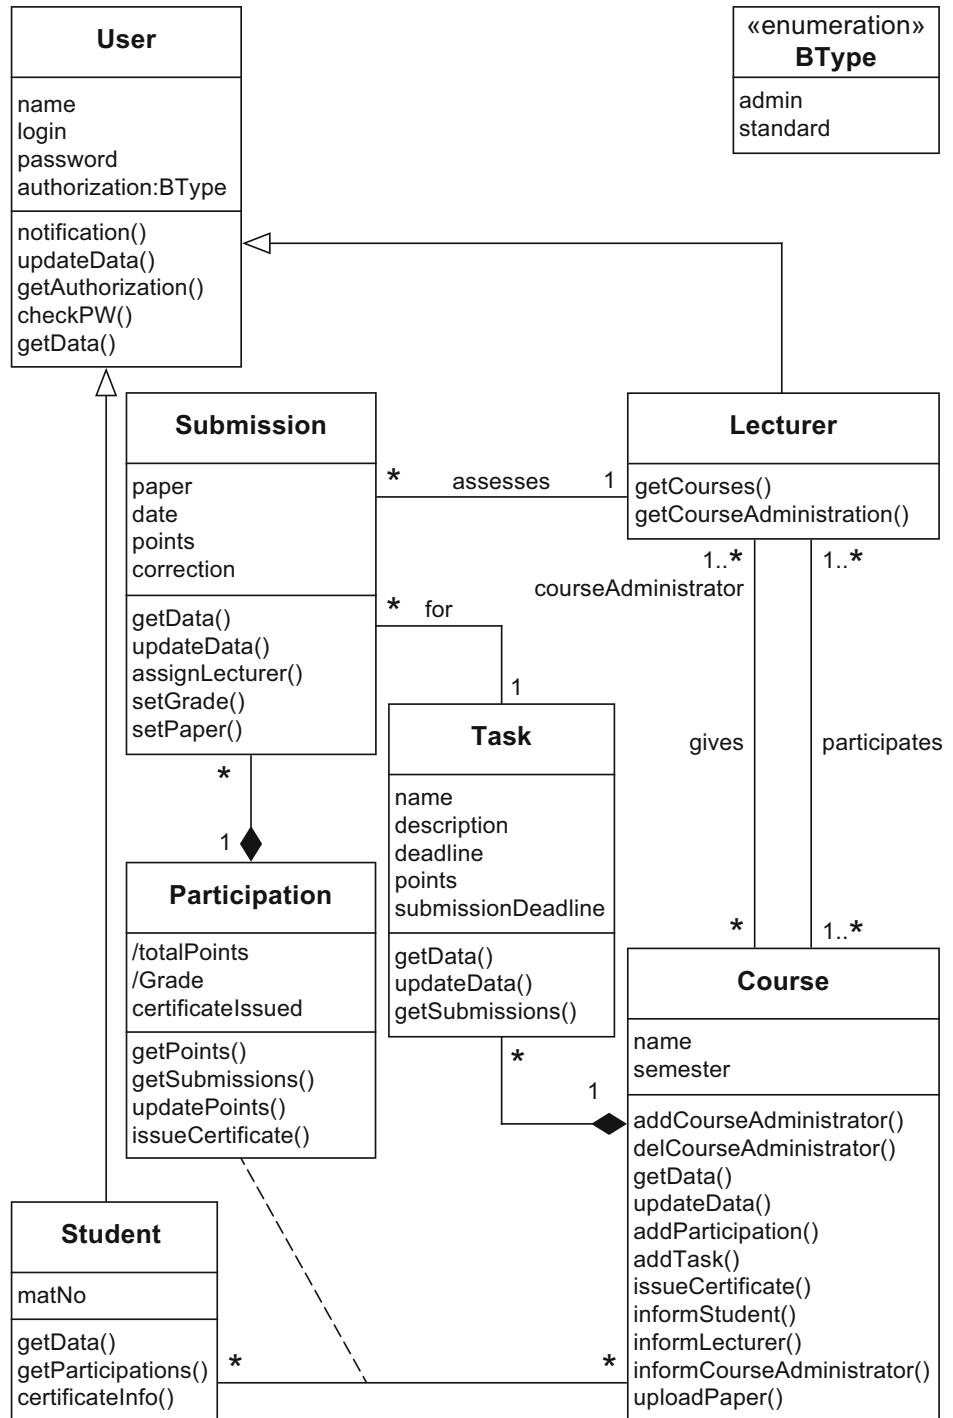 User
name
login
password
authorization:BType
notification()
updateData()
getAuthorization()
checkPW()
getData()
«enumeration»
BType
admin
standard
Submission
paper
date
points
correction
getData()
updateData()
assignLecturer()
setGrade()
setPaper()
* assesses 1
Lecturer
getCourses()
getCourseAdministration()
1..*
courseAdministrator
1..*
* for
1
gives
participates
*
1..*
Task
name
description
deadline
points
submissionDeadline
getData()
updateData()
getSubmissions()
*
1
*
1
Participation
/totalPoints
/Grade
certificateIssued
getPoints()
getSubmissions()
updatePoints()
issueCertificate()
Course
name
semester
addCourseAdministrator()
delCourseAdministrator()
getData()
updateData()
addParticipation()
addTask()
issueCertificate()
informStudent()
informLecturer()
informCourseAdministrator()
uploadPaper()
Student
matNo
getData()
getParticipations()
certificateInfo()
*
*